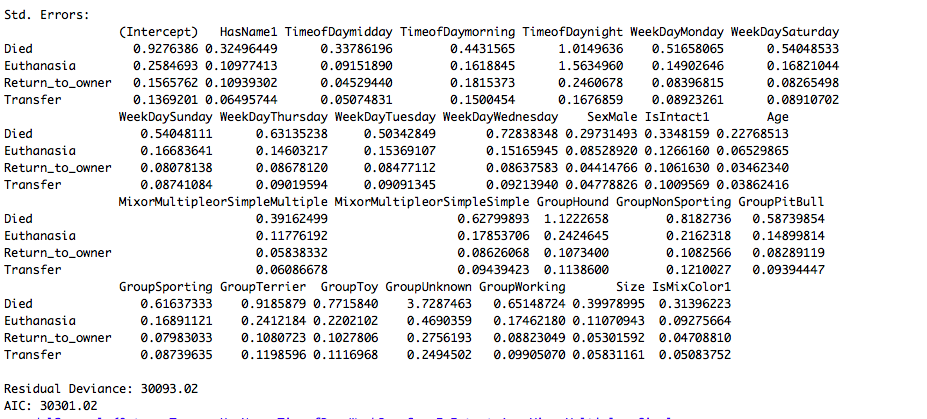 Std. Errors:
(Intercept) HasName1 TimeofDaymidday TimeofDaymorning TimeofDaynight WeekDayMonday WeekDaySaturday
Died 0.9276386 0.32496449 0.33786196 0.4431565 1.0149636 0.51658065 0.54048533
Euthanasia 0.2584693 0.10977413 0.09151890 0.1618845 1.5634960 0.14902646 0.16821044
Return_to_owner 0.1565762 0.10939302 0.04529440 0.1815373 0.2460678 0.08396815 0.08265498
Transfer 0.1369201 0.06495744 0.05074831 0.1500454 0.1676859 0.08923261 0.08910702
WeekDaySunday WeekDayThursday WeekDayTuesday WeekDayWednesday SexMale IsIntact1 Age
Died 0.54048111 0.63135238 0.50342849 0.72838348 0.29731493 0.3348159 0.22768513
Euthanasia 0.16683641 0.14603217 0.15369107 0.15165945 0.08528920 0.1266160 0.06529865
Return_to_owner 0.08078138 0.08678120 0.08477112 0.08637583 0.04414766 0.1061630 0.03462340
Transfer 0.08741084 0.09019594 0.09091345 0.09213940 0.04778826 0.1009569 0.03862416
MixorMultipleorSimpleMultiple MixorMultipleorSimpleSimple GroupHound GroupNonSporting GroupPitBull
Died 0.39162499 0.62799893 1.1222658 0.8182736 0.58739854
Euthanasia 0.11776192 0.17853706 0.2424645 0.2162318 0.14899814
Return_to_owner 0.05838332 0.08626068 0.1073400 0.1082566 0.08289119
Transfer 0.06086678 0.09439423 0.1138600 0.1210027 0.09394447
GroupSporting GroupTerrier GroupToy GroupUnknown GroupWorking Size IsMixColor1
Died 0.61637333 0.9185879 0.7715840 3.7287463 0.65148724 0.39978995 0.31396223
Euthanasia 0.16891121 0.2412184 0.2202102 0.4690359 0.17462180 0.11070943 0.09275664
Return_to_owner 0.07983033 0.1080723 0.1027806 0.2756193 0.08823049 0.05301592 0.04708810
Transfer 0.08739635 0.1198596 0.1116968 0.2494502 0.09905070 0.05831161 0.05083752
Residual Deviance: 30093.02
AIC: 30301.02